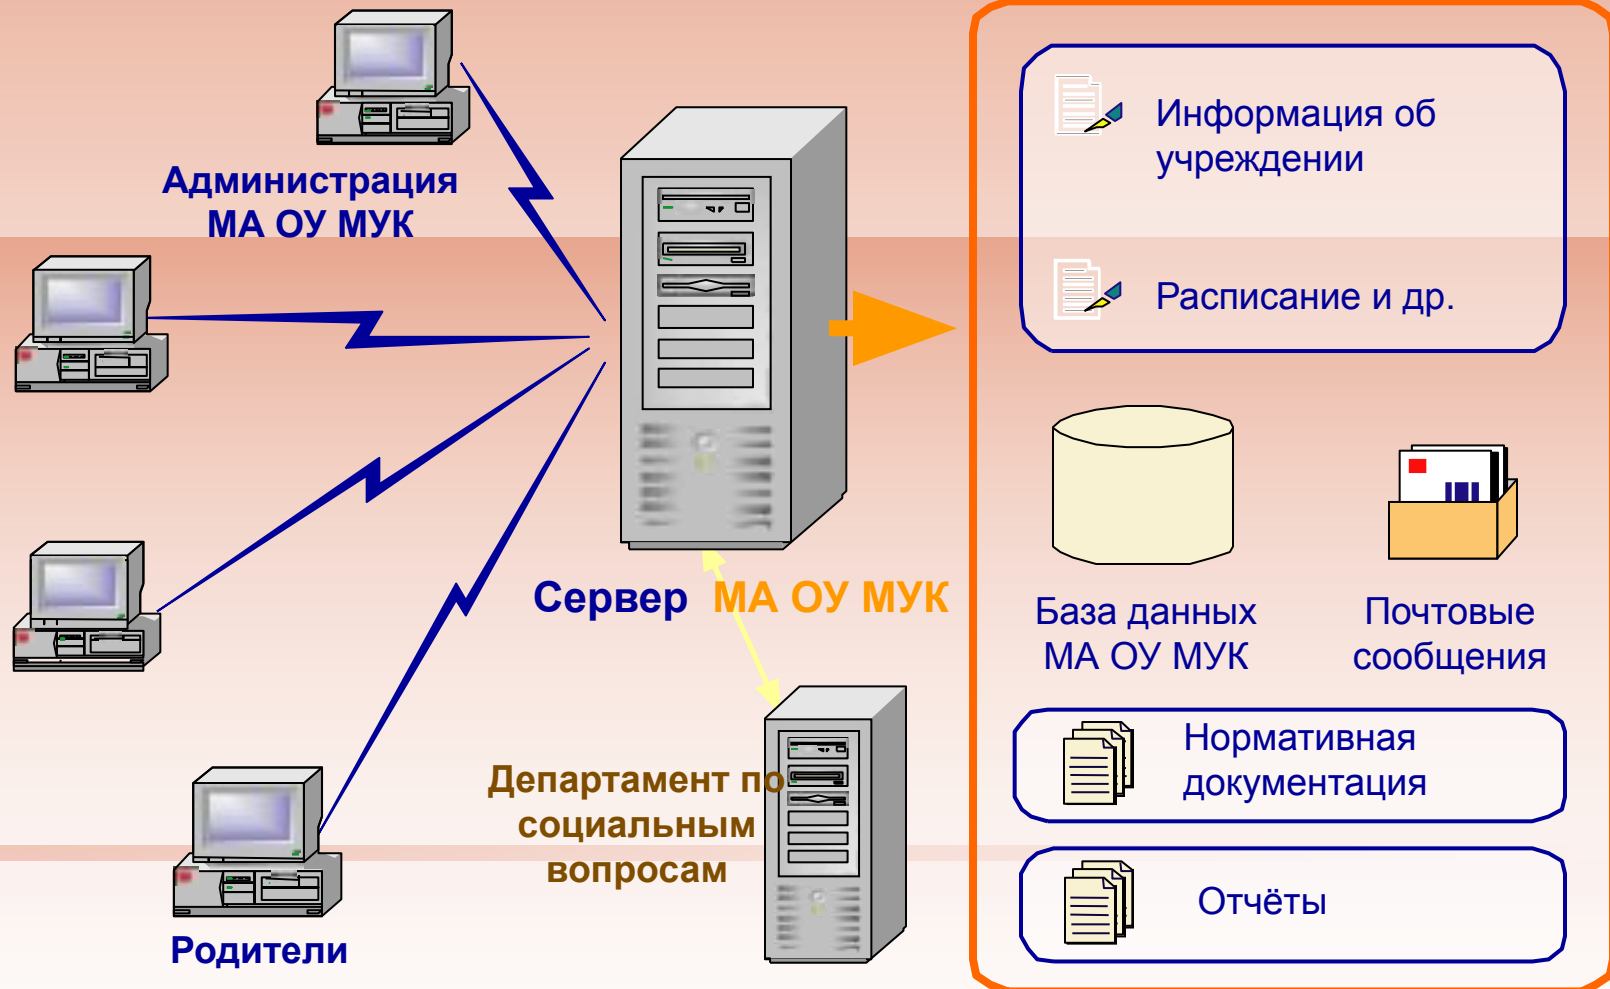 Администрация
МА ОУ МУК
Сервер МА ОУ МУК
Департамент по
социальным
вопросам
Родители
Информация об
учреждении
Расписание и др.
База данных
МА ОУ МУК
Почтовые
сообщения
Нормативная
документация
Отчёты